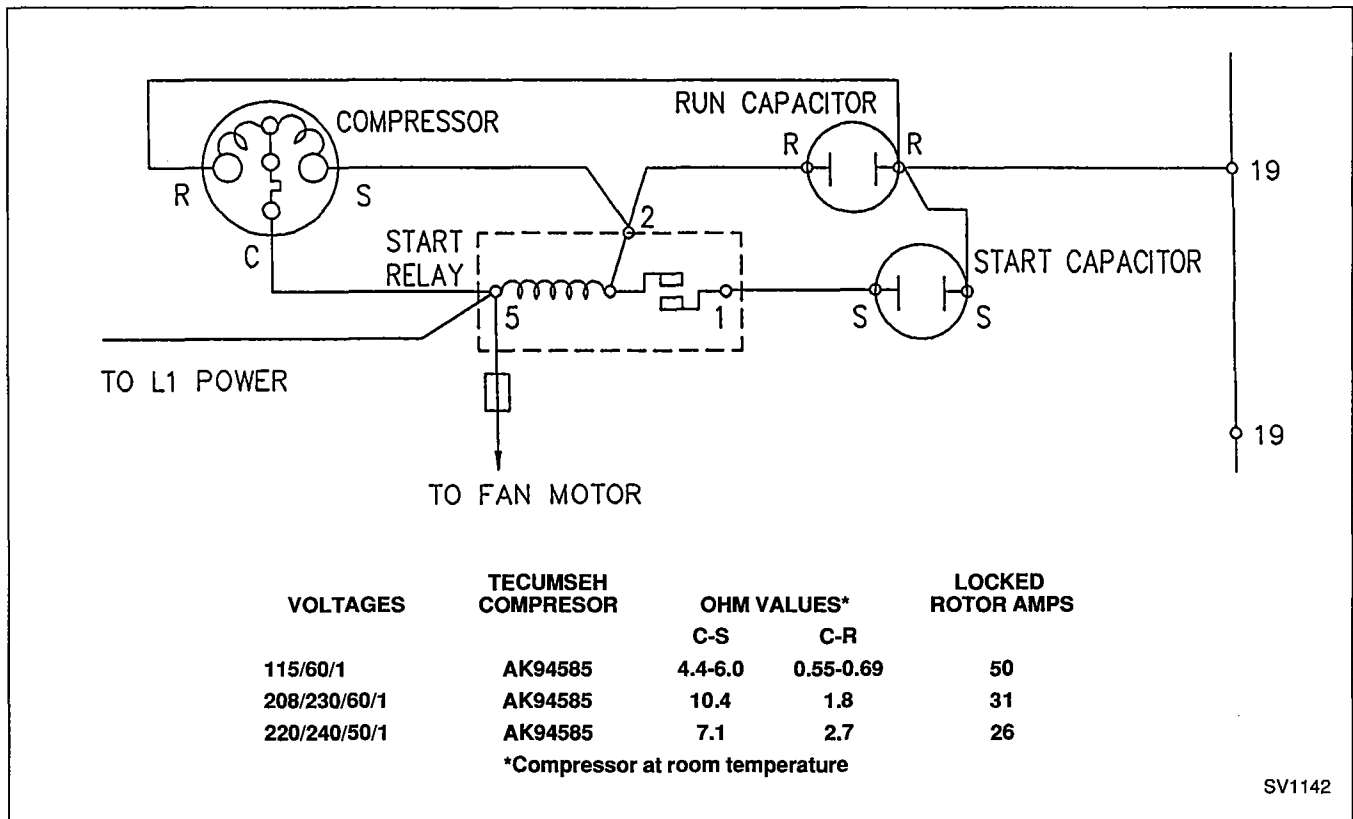 RUN CAPACITOR
COMPRESSOR
R
R
19
R
S
2
C
START
RELAY
START CAPACITOR
5
1
S
S
TO L1 POWER
19
TO FAN MOTOR
VOLTAGES TECUMSEH COMPRESOR OHM VALUES* LOCKED ROTOR AMPS
C-S C-R
115/60/1 AK94585 4.4-6.0 0.55-0.69 50
208/230/60/1 AK94585 10.4 1.8 31
220/240/50/1 AK94585 7.1 2.7 26
*Compressor at room temperature
SV1142